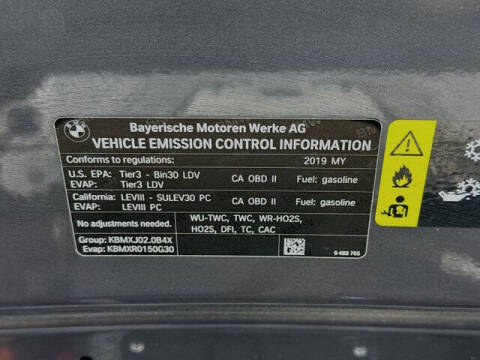 BMW
Bayerische Motoren Werke AG
VEHICLE EMISSION CONTROL INFORMATION
Conforms to regulations: 2019 MY
U.S. EPA: Tier3 - Bin30 LDV CA OBD II Fuel: gasoline
EVAP: Tier3 LDV
California: LEVIII - SULEV30 PC CA OBD II Fuel: gasoline
EVAP: LEVIII PC
No adjustments needed. WU-TWC, TWC, WR-HO2S,
HO2S, DFI, TC, CAC
Group: KBMXJ02.0B4X
Evap: KBMXR0150G30